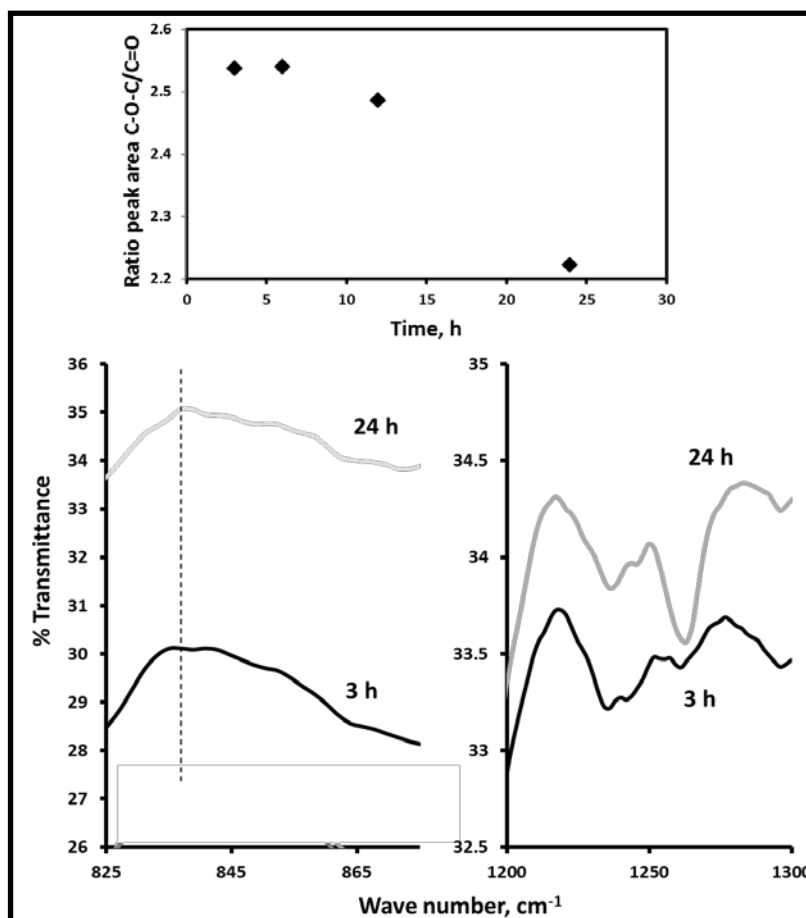 Ratio peak area C-O-C/C=O
2.6
2.5
2.4
2.3
2.2
0 5 10 15 20 25 30
Time, h
% Transmittance
36
35
34
33
32
31
30
29
28
27
26
24 h
3 h
825 845 865
35
34.5
34
33.5
33
32.5
24 h
3 h
1200 1250 1300
Wave number, cm⁻¹